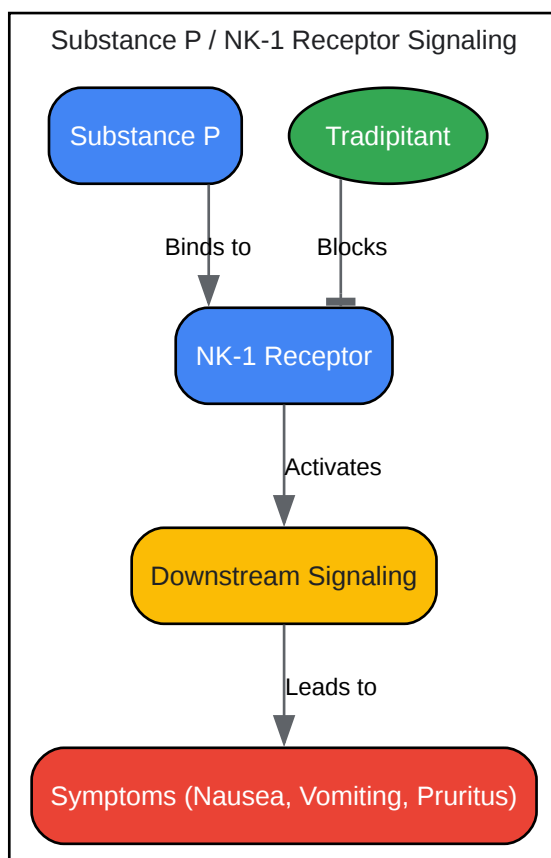 Substance P / NK-1 Receptor Signaling
Substance P
Tradipitant
Binds to
Blocks
NK-1 Receptor
Activates
Downstream Signaling
Leads to
Symptoms (Nausea, Vomiting, Pruritus)